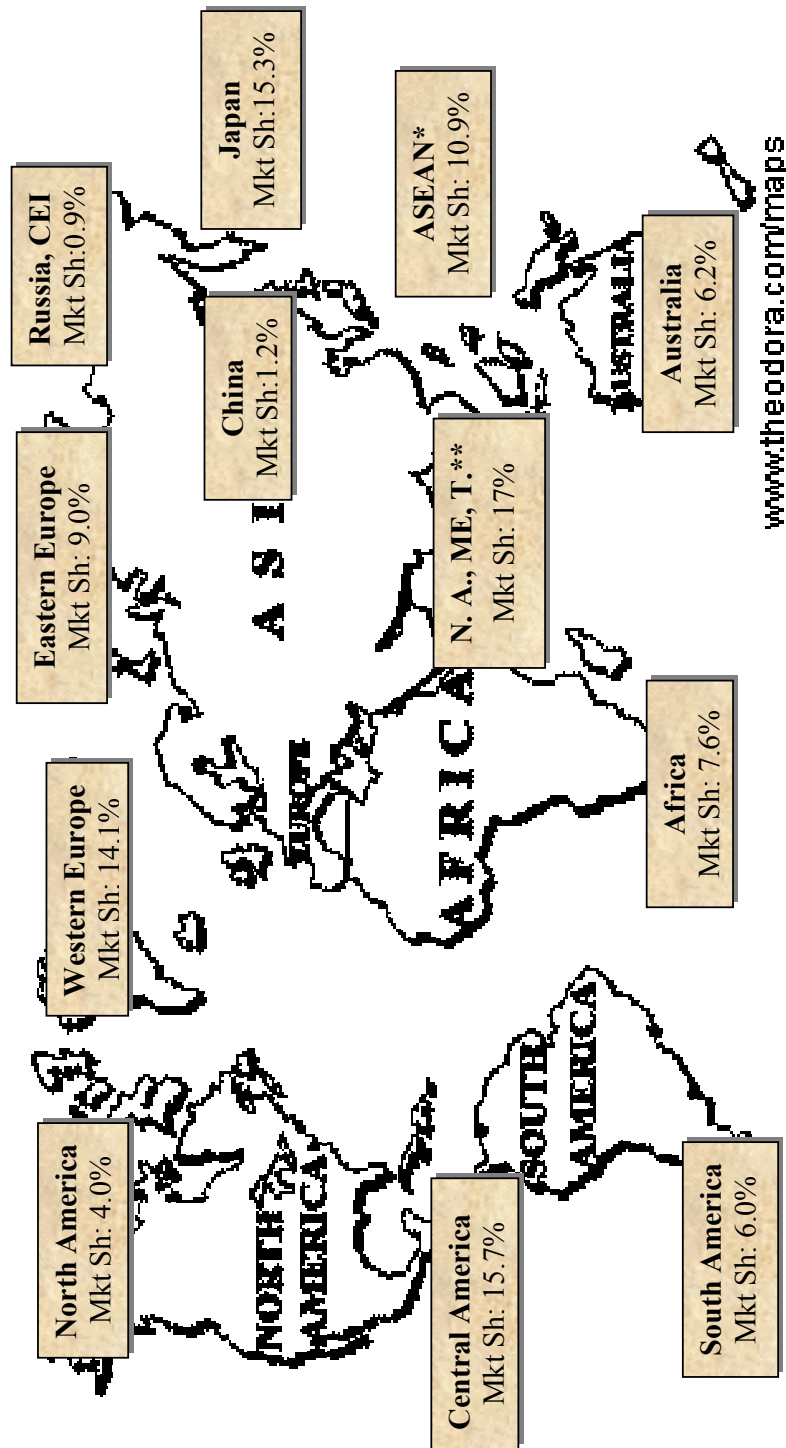 North America
Mkt Sh: 4.0%
Western Europe
Mkt Sh: 14.1%
Eastern Europe
Mkt Sh: 9.0%
Russia, CEI
Mkt Sh:0.9%
Japan
Mkt Sh:15.3%
China
Mkt Sh:1.2%
ASI
EUROPE
NORTH
AMERICA
Central America
Mkt Sh: 15.7%
AFRICA
N. A., ME, T.**
Mkt Sh: 17%
ASEAN*
Mkt Sh: 10.9%
SOUTH
AMERICA
South America
Mkt Sh: 6.0%
Africa
Mkt Sh: 7.6%
Australia
Mkt Sh: 6.2%
www.theodora.com/maps